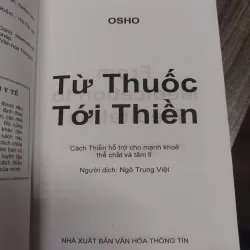 OSHO
Từ Thuốc
Tới Thiền
Cách Thiền hỗ trợ cho mạnh khoẻ
thể chất và tâm lí
Người dịch: Ngô Trung Việt
NHÀ XUẤT BẢN VĂN HÓA THÔNG TIN